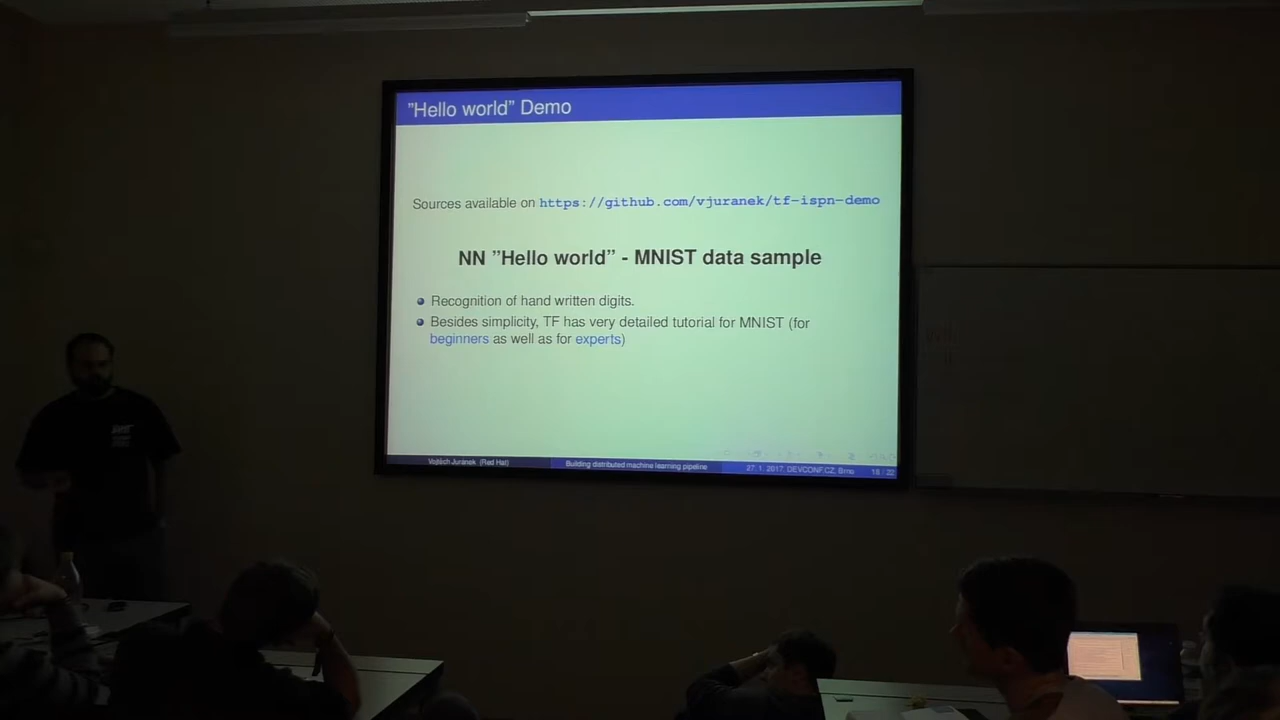 "Hello world" Demo
Sources available on https://github.com/vjuranek/tf-ispn-demo
NN "Hello world" - MNIST data sample
Recognition of hand written digits.
Besides simplicity, TF has very detailed tutorial for MNIST (for
beginners as well as for experts)
Vojtěch Juránek (Red Hat)
Building distributed machine learning pipeline
27. 1. 2017, DEVCONF.CZ, Brno